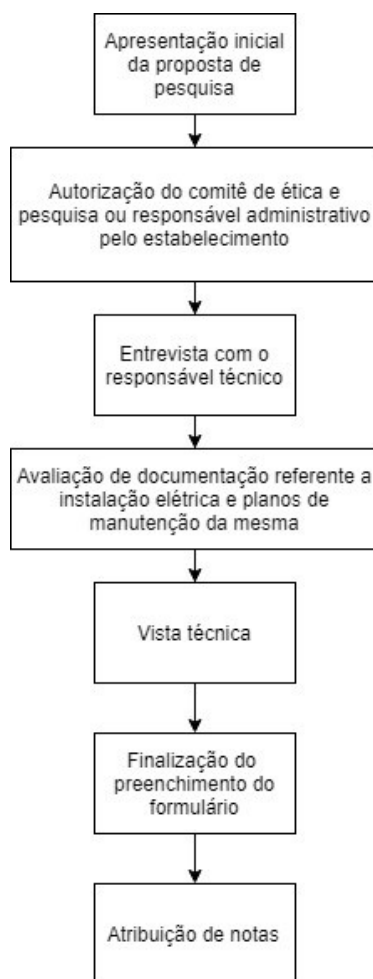 Apresentação inicial
da proposta de
pesquisa
Autorização do comitê de ética e
pesquisa ou responsável administrativo
pelo estabelecimento
Entrevista com o
responsável técnico
Avaliação de documentação referente a
instalação elétrica e planos de
manutenção da mesma
Vista técnica
Finalização do
preenchimento do
formulário
Atribuição de notas